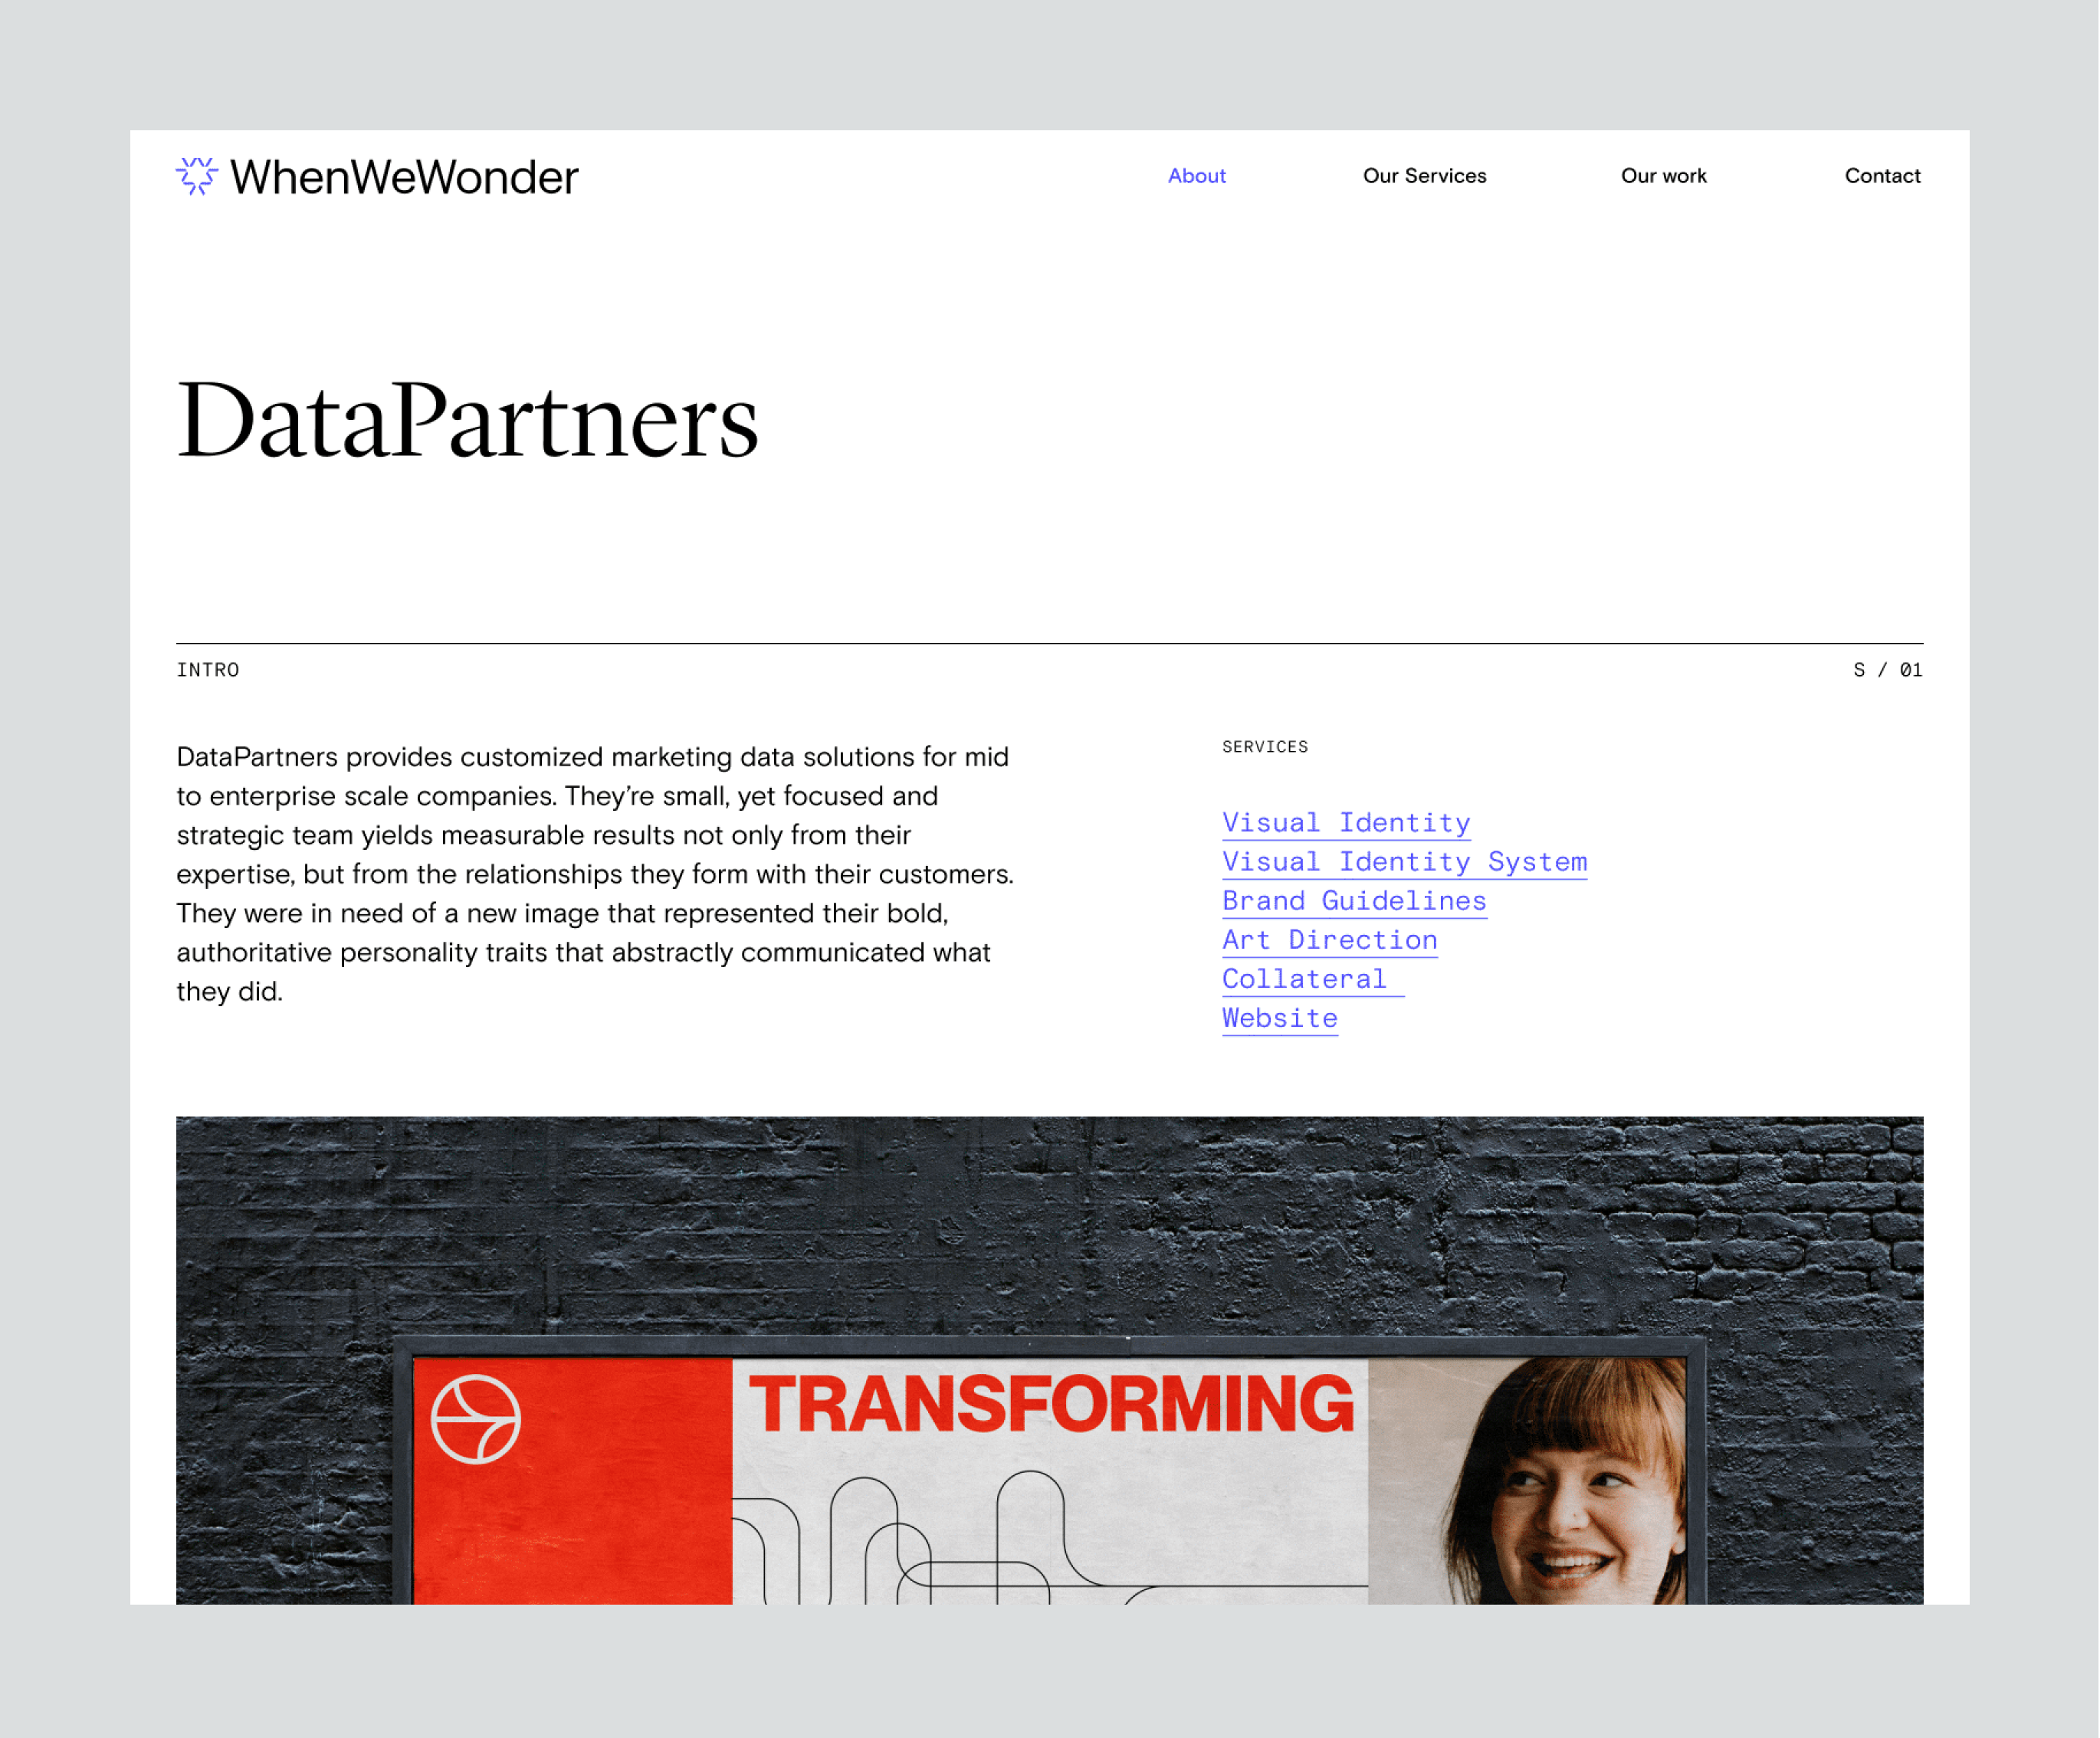 WhenWeWonder
About
Our Services
Our work
Contact
DataPartners
INTRO
S / 01
DataPartners provides customized marketing data solutions for mid
to enterprise scale companies. They’re small, yet focused and
strategic team yields measurable results not only from their
expertise, but from the relationships they form with their customers.
They were in need of a new image that represented their bold,
authoritative personality traits that abstractly communicated what
they did.
SERVICES
Visual Identity
Visual Identity System
Brand Guidelines
Art Direction
Collateral
Website
TRANSFORMING